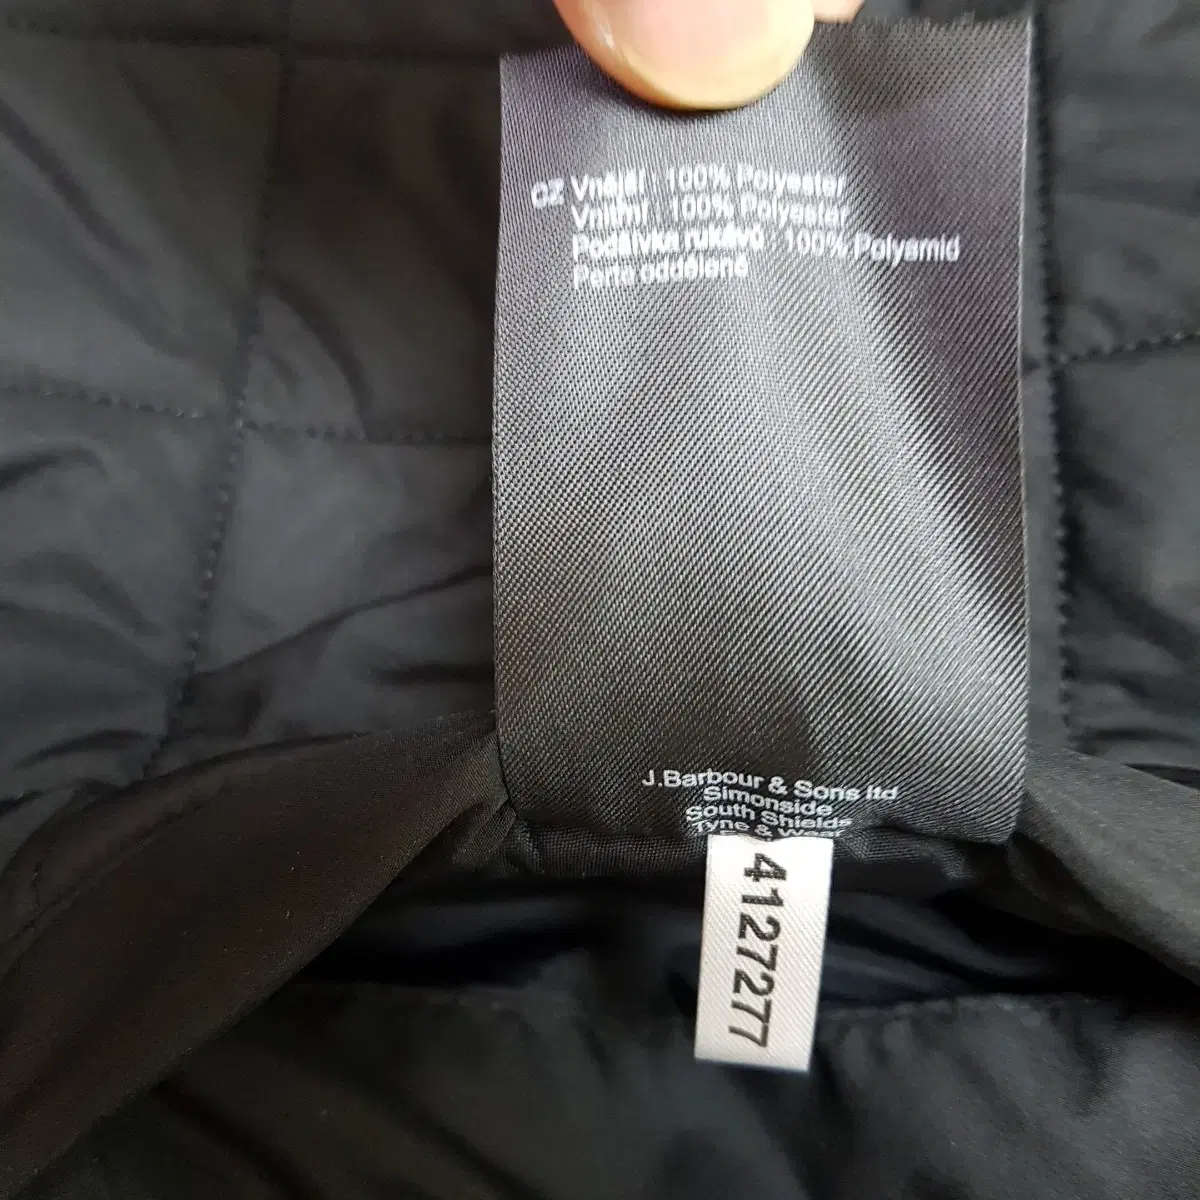 CZ Vnější : 100% Polyester
Vnitrní : 100% Polyester
Podšívka rukávů : 100% Polyamid
Perte oddělené
J.Barbour & Sons ltd
Simonside
South Shields
Tyne & Wear
4127277